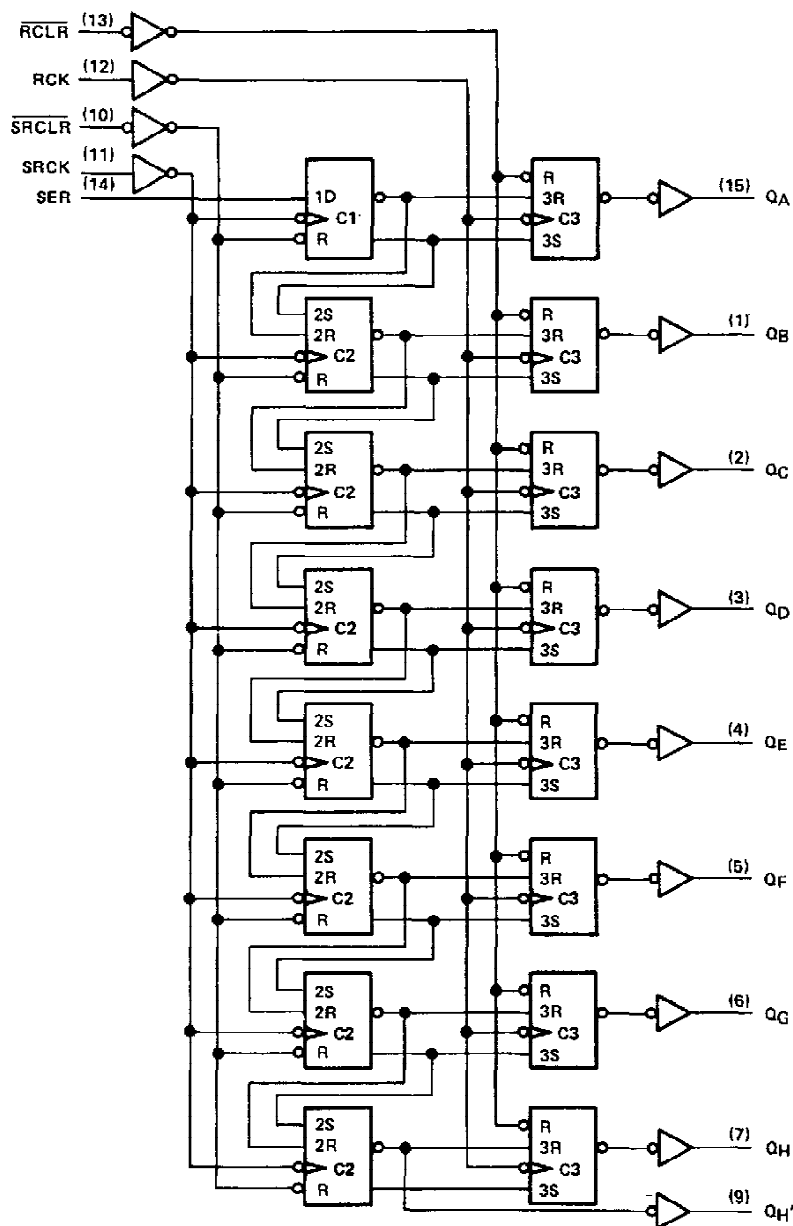 R̅C̅L̅R̅ (13)
RCK (12)
S̅R̅C̅L̅R̅ (10)
SRCK (11)
SER (14)
1D
C1
R
R
3R
C3
3S
(15) QA
2S
2R
C2
R
R
3R
C3
3S
(1) QB
2S
2R
C2
R
R
3R
C3
3S
(2) QC
2S
2R
C2
R
R
3R
C3
3S
(3) QD
2S
2R
C2
R
R
3R
C3
3S
(4) QE
2S
2R
C2
R
R
3R
C3
3S
(5) QF
2S
2R
C2
R
R
3R
C3
3S
(6) QG
2S
2R
C2
R
R
3R
C3
3S
(7) QH
(9) QH'